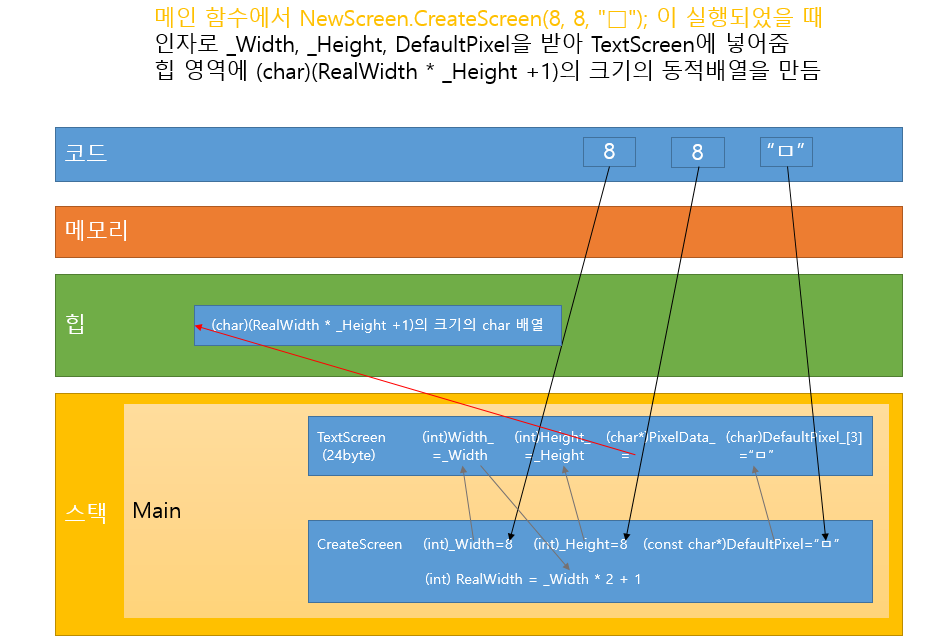 메인 함수에서 NewScreen.CreateScreen(8, 8, "□"); 이 실행되었을 때
인자로 _Width, _Height, DefaultPixel을 받아 TextScreen에 넣어줌
힙 영역에 (char)(RealWidth * _Height +1)의 크기의 동적배열을 만듬
코드
8
8
“ㅁ”
메모리
힙
(char)(RealWidth * _Height +1)의 크기의 char 배열
스택
Main
TextScreen (int)Width_ (int)Height_ (char*)PixelData_ (char)DefaultPixel_[3]
(24byte) =_Width =_Height = =“ㅁ”
CreateScreen (int)_Width=8 (int)_Height=8 (const char*)DefaultPixel=“ㅁ”
(int) RealWidth = _Width * 2 + 1